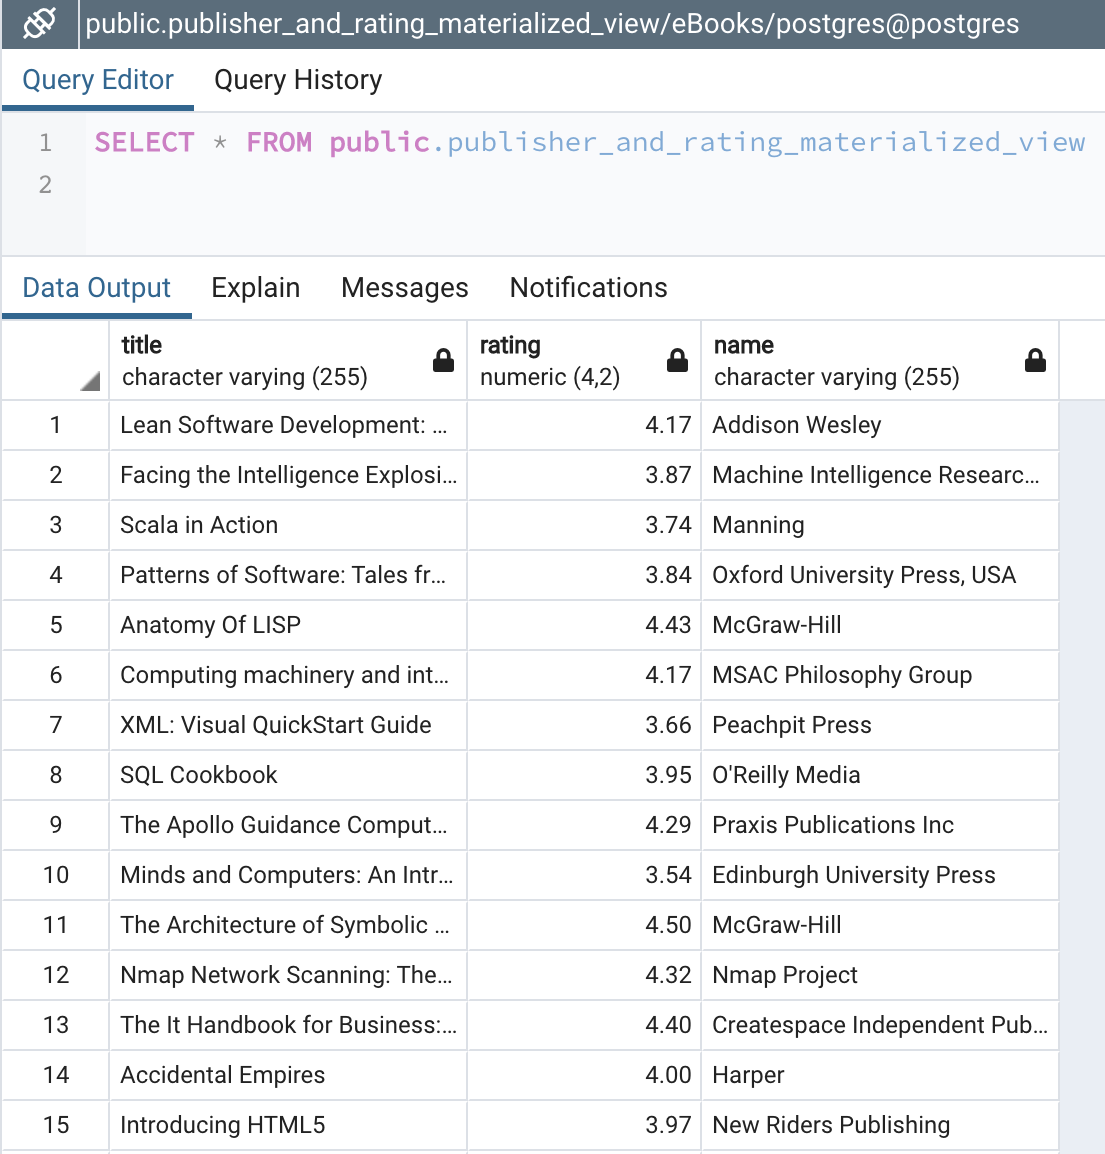 public.publisher_and_rating_materialized_view/eBooks/postgres@postgres
Query Editor Query History
1 SELECT * FROM public.publisher_and_rating_materialized_view
2
Data Output Explain Messages Notifications
title rating name
character varying (255) numeric (4,2) character varying (255)
1 Lean Software Development: ... 4.17 Addison Wesley
2 Facing the Intelligence Explosi... 3.87 Machine Intelligence Researc...
3 Scala in Action 3.74 Manning
4 Patterns of Software: Tales fr... 3.84 Oxford University Press, USA
5 Anatomy Of LISP 4.43 McGraw-Hill
6 Computing machinery and int... 4.17 MSAC Philosophy Group
7 XML: Visual QuickStart Guide 3.66 Peachpit Press
8 SQL Cookbook 3.95 O'Reilly Media
9 The Apollo Guidance Comput... 4.29 Praxis Publications Inc
10 Minds and Computers: An Intr... 3.54 Edinburgh University Press
11 The Architecture of Symbolic ... 4.50 McGraw-Hill
12 Nmap Network Scanning: The... 4.32 Nmap Project
13 The It Handbook for Business:... 4.40 Createspace Independent Pub...
14 Accidental Empires 4.00 Harper
15 Introducing HTML5 3.97 New Riders Publishing